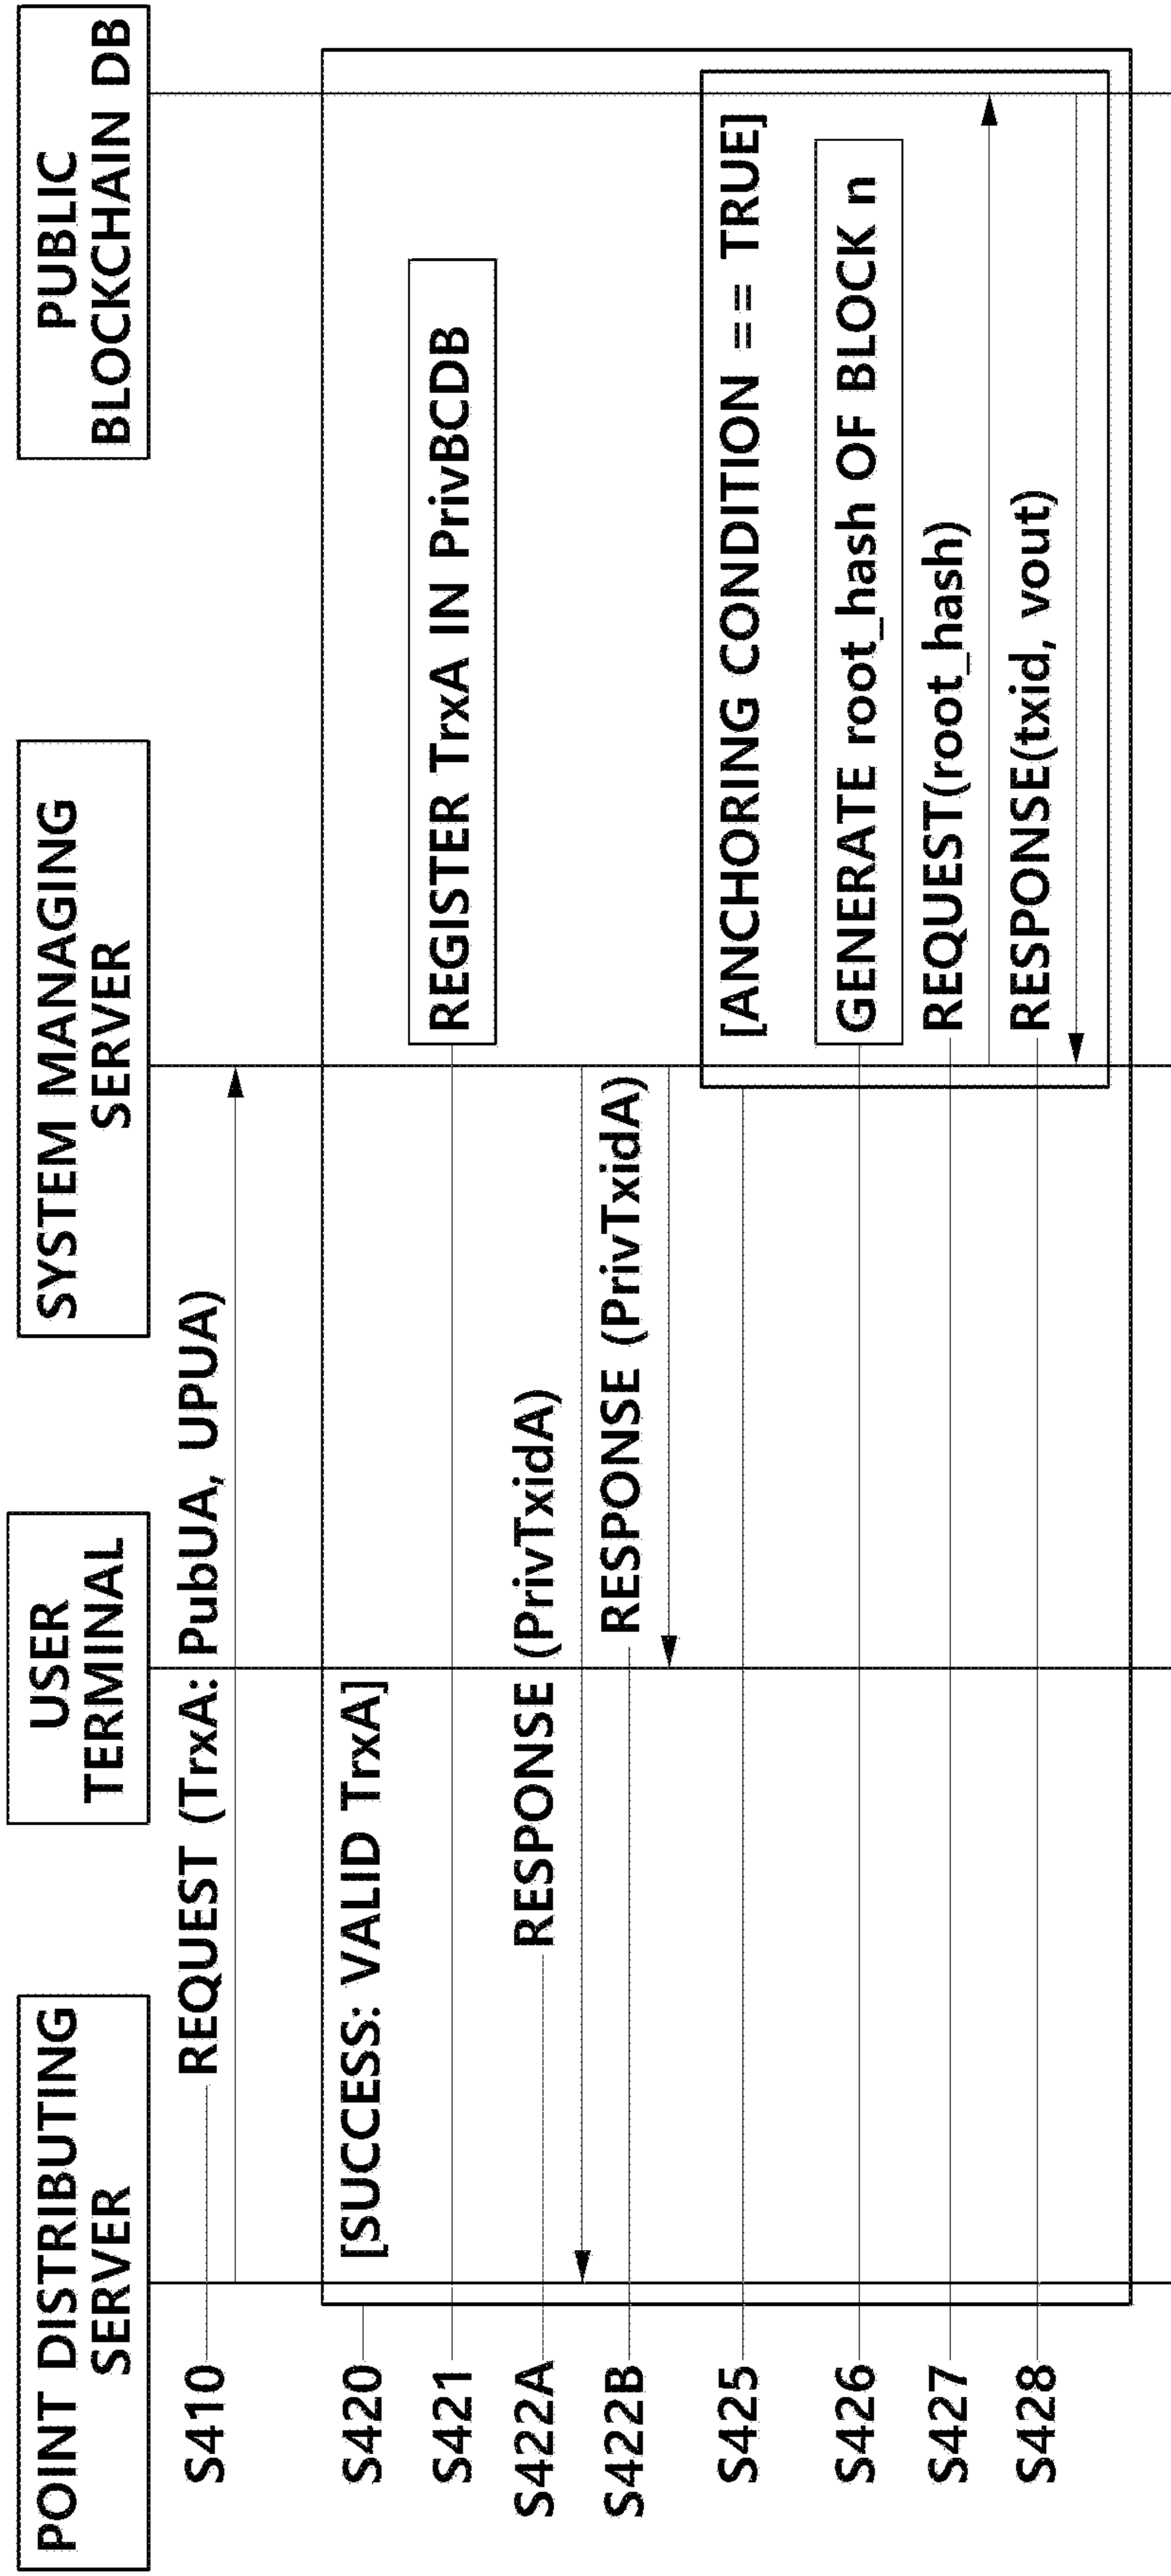 POINT DISTRIBUTING
SERVER
USER
TERMINAL
SYSTEM MANAGING
SERVER
PUBLIC
BLOCKCHAIN DB
S410
REQUEST (TrxA: PubUA, UPUA)
S420
[SUCCESS: VALID TrxA]
S421
REGISTER TrxA IN PrivBCDB
S422A
RESPONSE (PrivTxidA)
S422B
RESPONSE (PrivTxidA)
S425
[ANCHORING CONDITION == TRUE]
S426
GENERATE root_hash OF BLOCK n
S427
REQUEST(root_hash)
S428
RESPONSE(txid, vout)